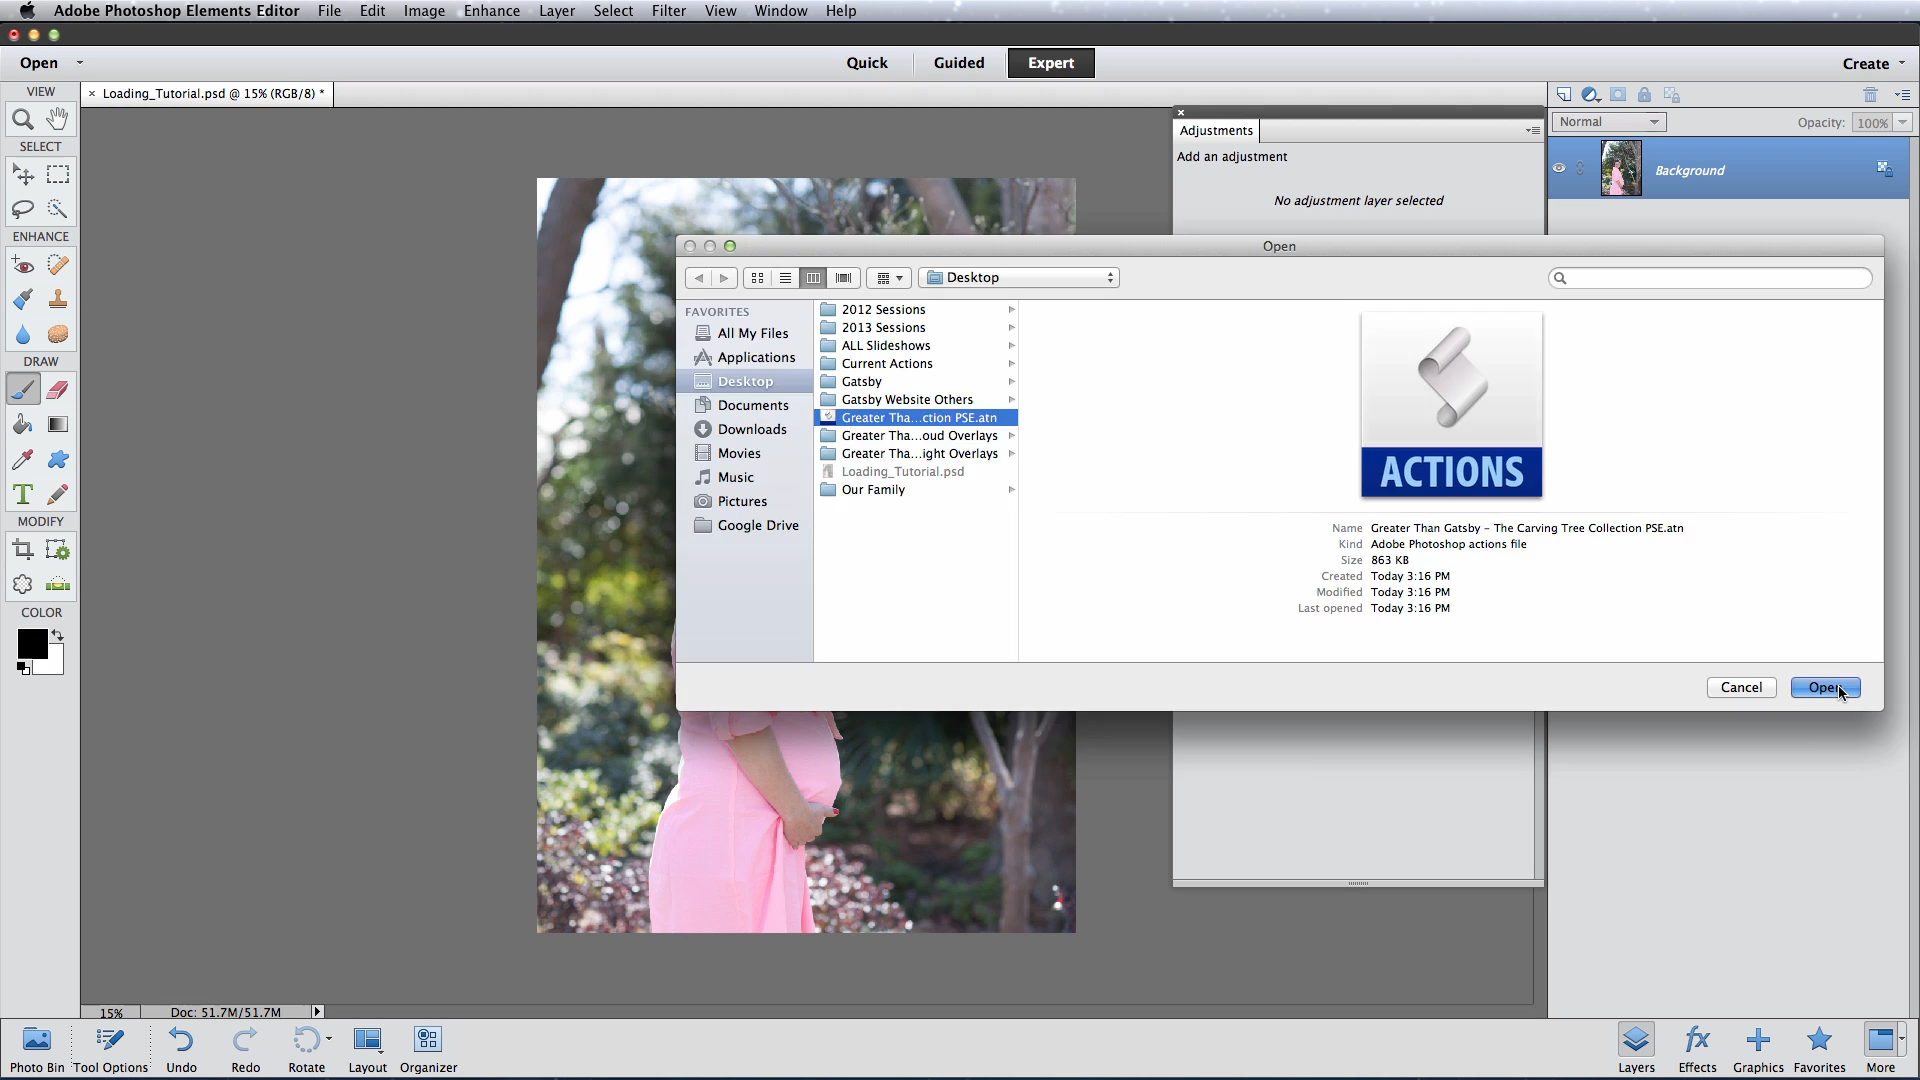 Adobe Photoshop Elements Editor File Edit Image Enhance Layer Select Filter View Window Help
Open Quick Guided Expert Create
VIEW
× Loading_Tutorial.psd @ 15% (RGB/8) *
Normal Opacity: 100%
Adjustments
Add an adjustment
No adjustment layer selected
Background
SELECT
ENHANCE
DRAW
T
MODIFY
COLOR
Open
Desktop
FAVORITES
All My Files
Applications
Desktop
Documents
Downloads
Movies
Music
Pictures
Google Drive
2012 Sessions
2013 Sessions
ALL Slideshows
Current Actions
Gatsby
Gatsby Website Others
Greater Tha...ction PSE.atn
Greater Tha...oud Overlays
Greater Tha...ight Overlays
Loading_Tutorial.psd
Our Family
ACTIONS
Name Greater Than Gatsby – The Carving Tree Collection PSE.atn
Kind Adobe Photoshop actions file
Size 863 KB
Created Today 3:16 PM
Modified Today 3:16 PM
Last opened Today 3:16 PM
Cancel Open
15% Doc: 51.7M/51.7M
fx
Photo Bin Tool Options Undo Redo Rotate Layout Organizer Layers Effects Graphics Favorites More